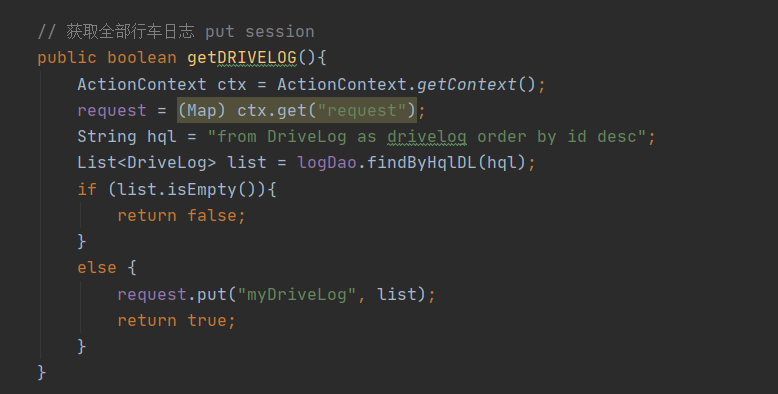 // 获取全部行车日志 put session
public boolean getDRIVELOG(){
ActionContext ctx = ActionContext.getContext();
request = (Map) ctx.get("request");
String hql = "from DriveLog as drivelog order by id desc";
List<DriveLog> list = logDao.findByHqlDL(hql);
if (list.isEmpty()){
return false;
}
else {
request.put("myDriveLog", list);
return true;
}
}